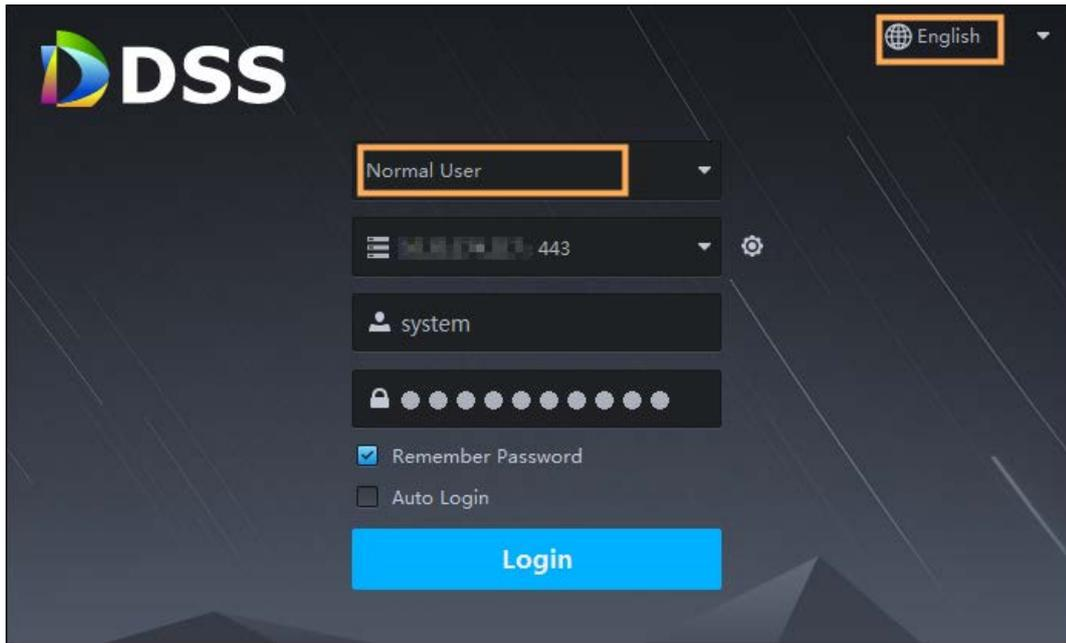 DSS
English
Normal User
443
system
Remember Password
Auto Login
Login